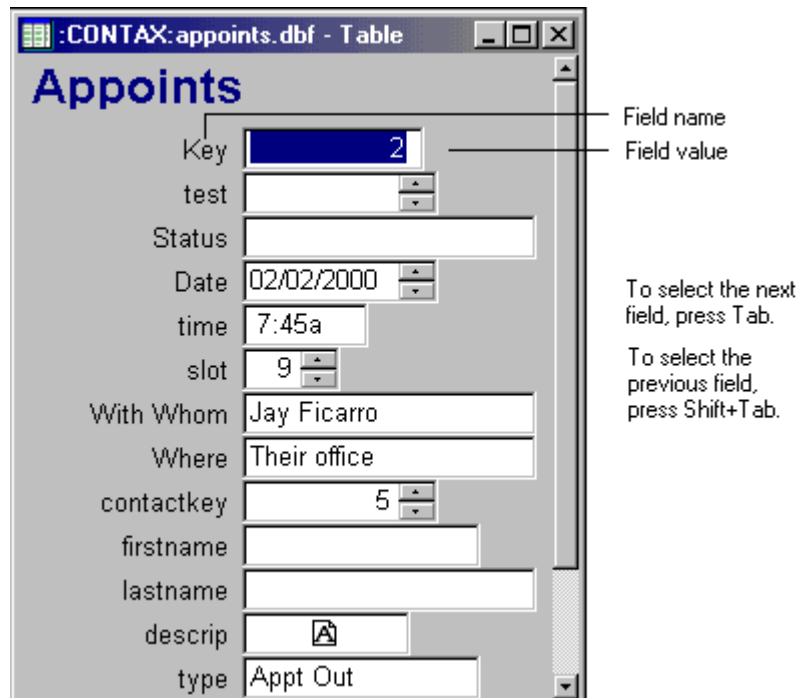 :CONTAX:appoints.dbf - Table
Appoints
Field name
Key 2
Field value
test
Status
Date 02/02/2000
time 7:45a
slot 9
With Whom Jay Ficarro
Where Their office
contactkey 5
firstname
lastname
descrip A
type Appt Out
To select the next
field, press Tab.
To select the
previous field,
press Shift+Tab.